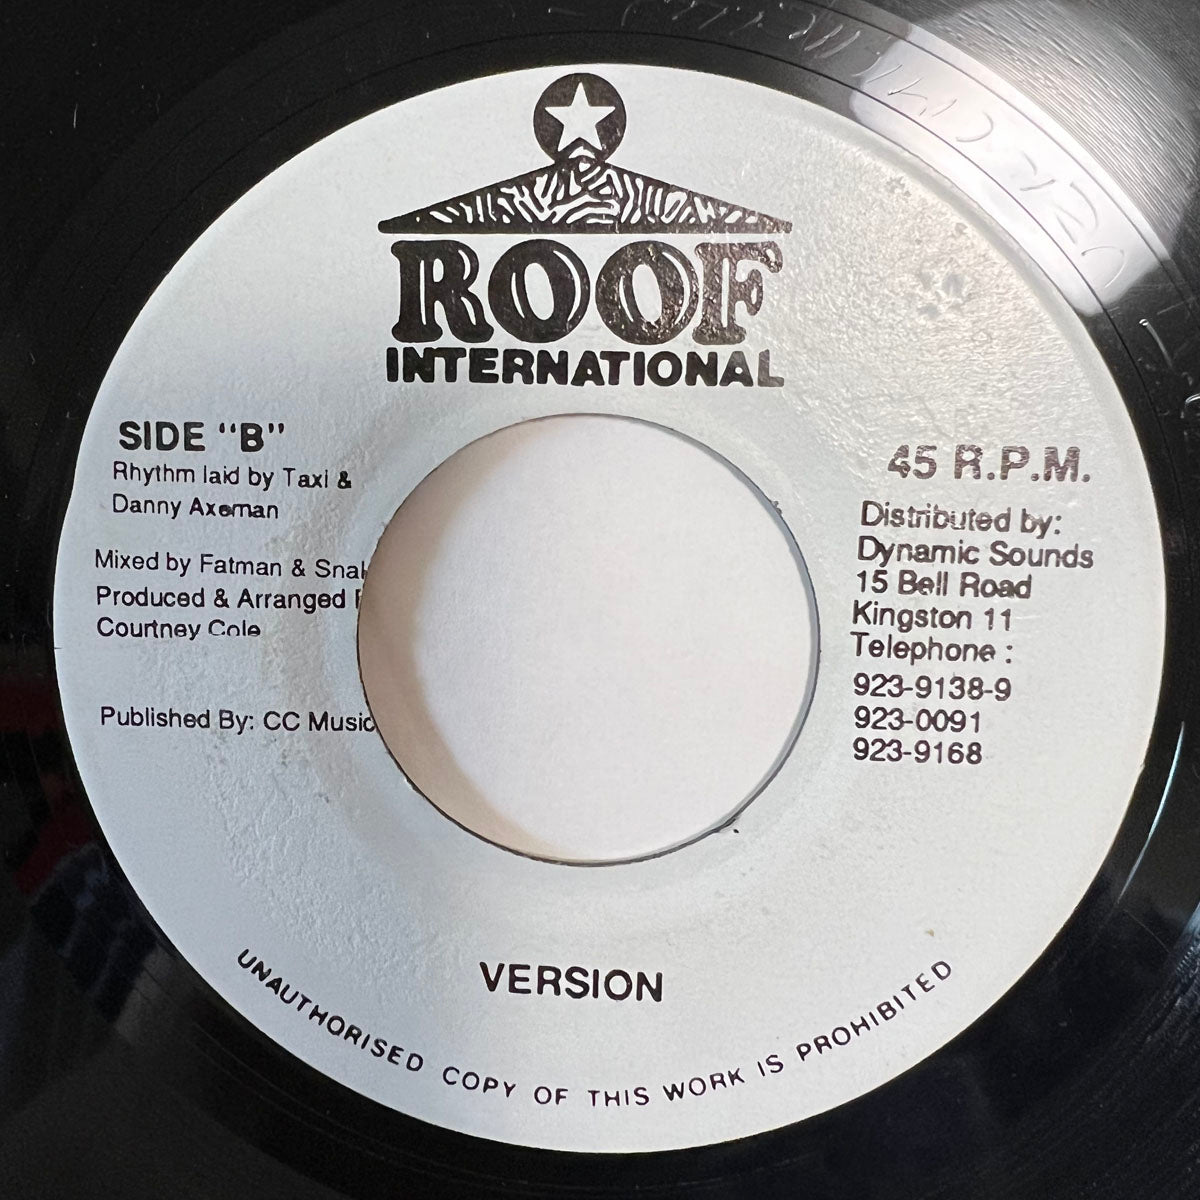 ROOF
INTERNATIONAL
SIDE "B"
Rhythm laid by Taxi &
Danny Axeman
Mixed by Fatman &
Produced & Arranged
Courtney Cole
Published By: CC Music
45 R.P.M.
Distributed by:
Dynamic Sounds
15 Bell Road
Kingston 11
Telephone :
923-9138-9
923-0091
923-9168
VERSION
UNAUTHORISED COPY OF THIS WORK IS PROHIBITED